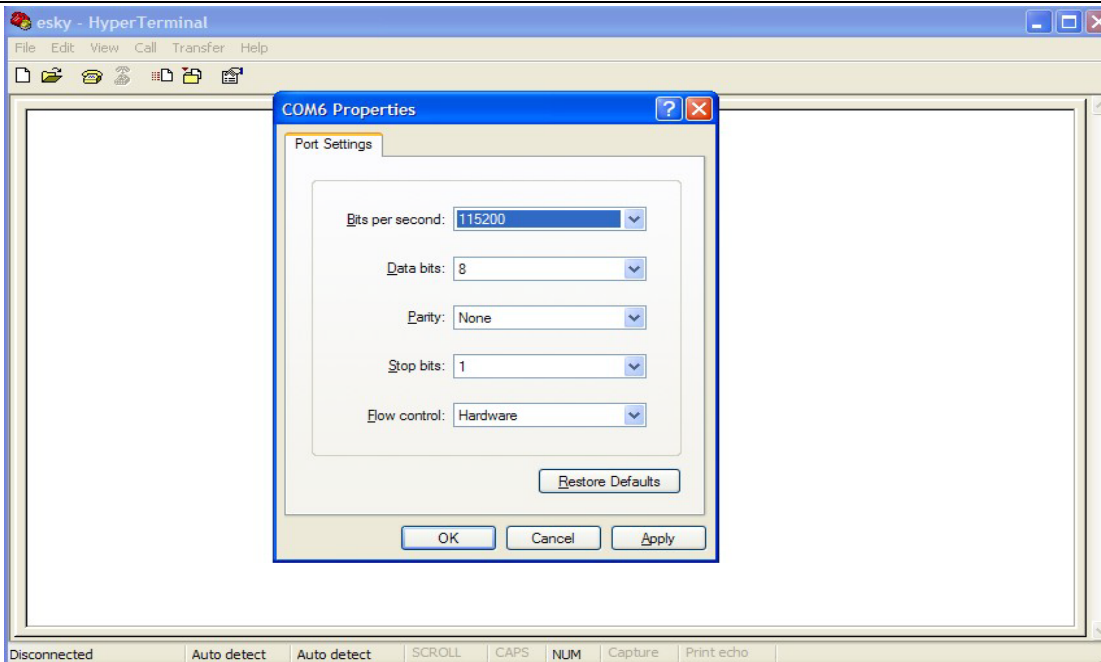 esky - HyperTerminal
File Edit View Call Transfer Help
COM6 Properties
Port Settings
Bits per second: 115200
Data bits: 8
Parity: None
Stop bits: 1
Flow control: Hardware
Restore Defaults
OK Cancel Apply
Disconnected Auto detect Auto detect SCROLL CAPS NUM Capture Print echo